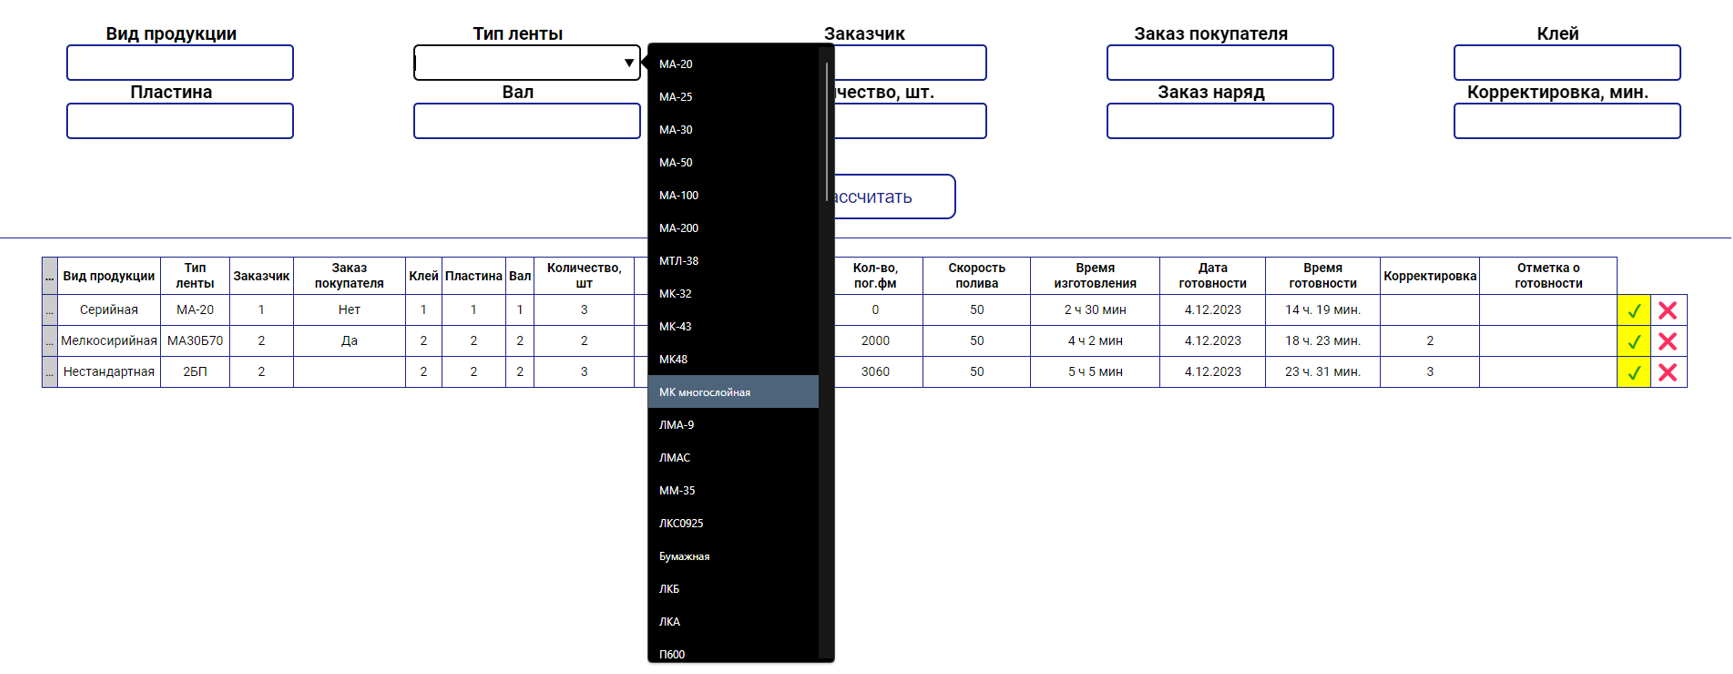 Вид продукции
Тип ленты
Заказчик
Заказ покупателя
Клей
Пластина
Вал
шт.
Заказ наряд
Корректировка, мин.
МА-20
МА-25
МА-30
МА-50
МА-100
МА-200
МТЛ-38
МК-32
МК-43
МК48
МК многослойная
ЛМА-9
ЛМАС
ММ-35
ЛКС0925
Бумажная
ЛКБ
ЛКА
П600
ассчитать
... Вид продукции Тип ленты Заказчик Заказ покупателя Клей Пластина Вал Количество, шт Кол-во, пог.фм Скорость полива Время изготовления Дата готовности Время готовности Корректировка Отметка о готовности
... Серийная МА-20 1 Нет 1 1 1 3 0 50 2 ч 30 мин 4.12.2023 14 ч. 19 мин.
... Мелкосирийная МА30Б70 2 Да 2 2 2 2 2000 50 4 ч 2 мин 4.12.2023 18 ч. 23 мин. 2
... Нестандартная 2БП 2 2 2 2 3 3060 50 5 ч 5 мин 4.12.2023 23 ч. 31 мин. 3